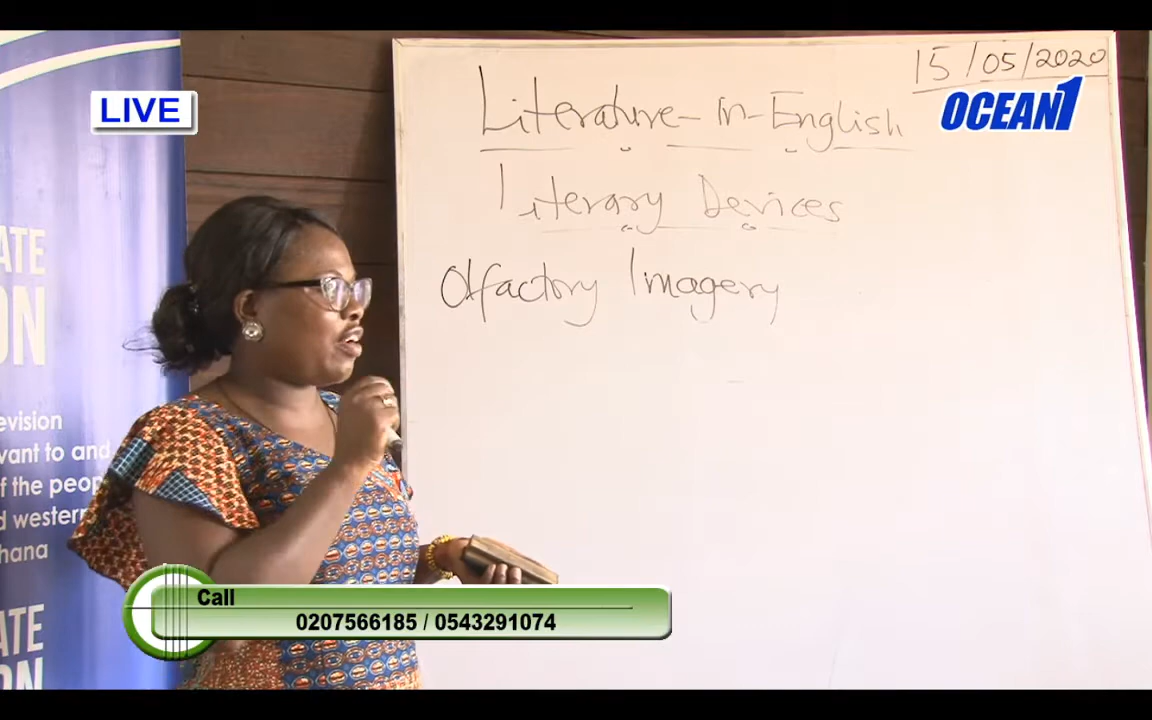 15/05/2020
LIVE
OCEAN1
Literature-in-English
Literary Devices
Olfactory Imagery
ATE
ON
evision
vant to and
f the peop
d western
hana
ATE
ON
Call
0207566185 / 0543291074